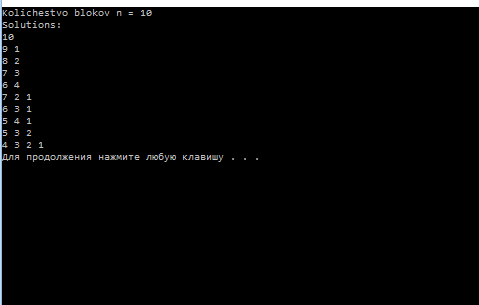 Kolichestvo blokov n = 10
Solutions:
10
9 1
8 2
7 3
6 4
7 2 1
6 3 1
5 4 1
5 3 2
4 3 2 1
Для продолжения нажмите любую клавишу . . .